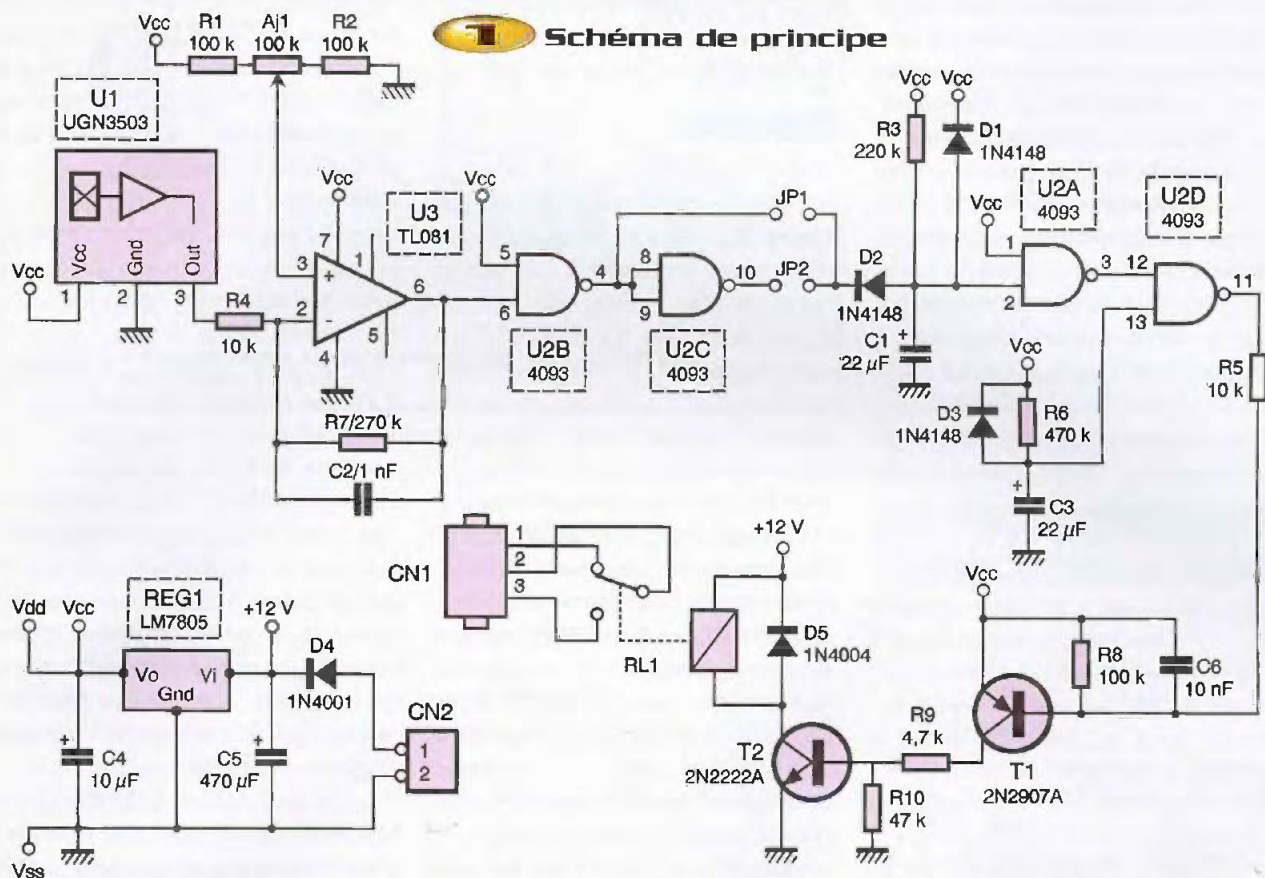 1 Schéma de principe
Vcc
R1
100 k
Aj1
100 k
R2
100 k
U1
UGN3503
Vcc
Gnd
Out
Vcc
1
2
3
R4
10 k
Vcc
7
3
+
2
-
4
1
5
6
U3
TL081
R7/270 k
C2/1 nF
Vcc
5
6
4
U2B
4093
8
9
10
U2C
4093
JP1
JP2
D2
1N4148
Vcc
Vcc
R3
220 k
D1
1N4148
+
C1
22 µF
U2A
4093
Vcc
1
2
3
U2D
4093
12
13
11
R5
10 k
Vcc
D3
1N4148
R6
470 k
+
C3
22 µF
CN1
1
2
3
RL1
+12 V
D5
1N4004
T2
2N2222A
R9
4,7 k
R10
47 k
Vcc
R8
100 k
C6
10 nF
T1
2N2907A
Vdd
Vcc
REG1
LM7805
Vo
Vi
Gnd
+12 V
D4
1N4001
CN2
1
2
+
C4
10 µF
+
C5
470 µF
Vss